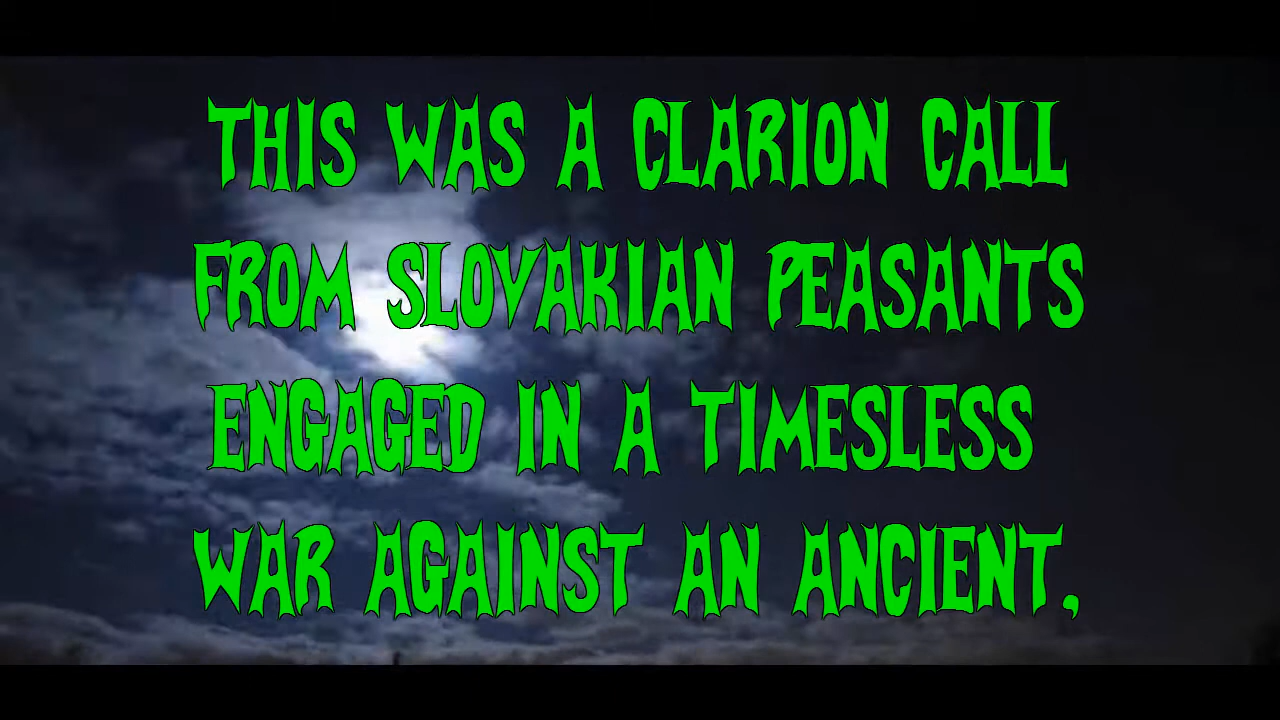 THIS WAS A CLARION CALL
FROM SLOVAKIAN PEASANTS
ENGAGED IN A TIMESLESS
WAR AGAINST AN ANCIENT,